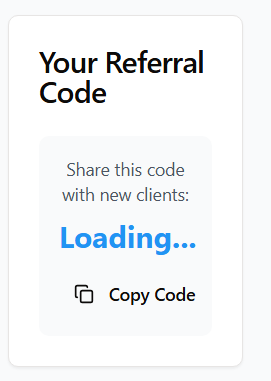 Your Referral
Code
Share this code
with new clients:
Loading...
Copy Code